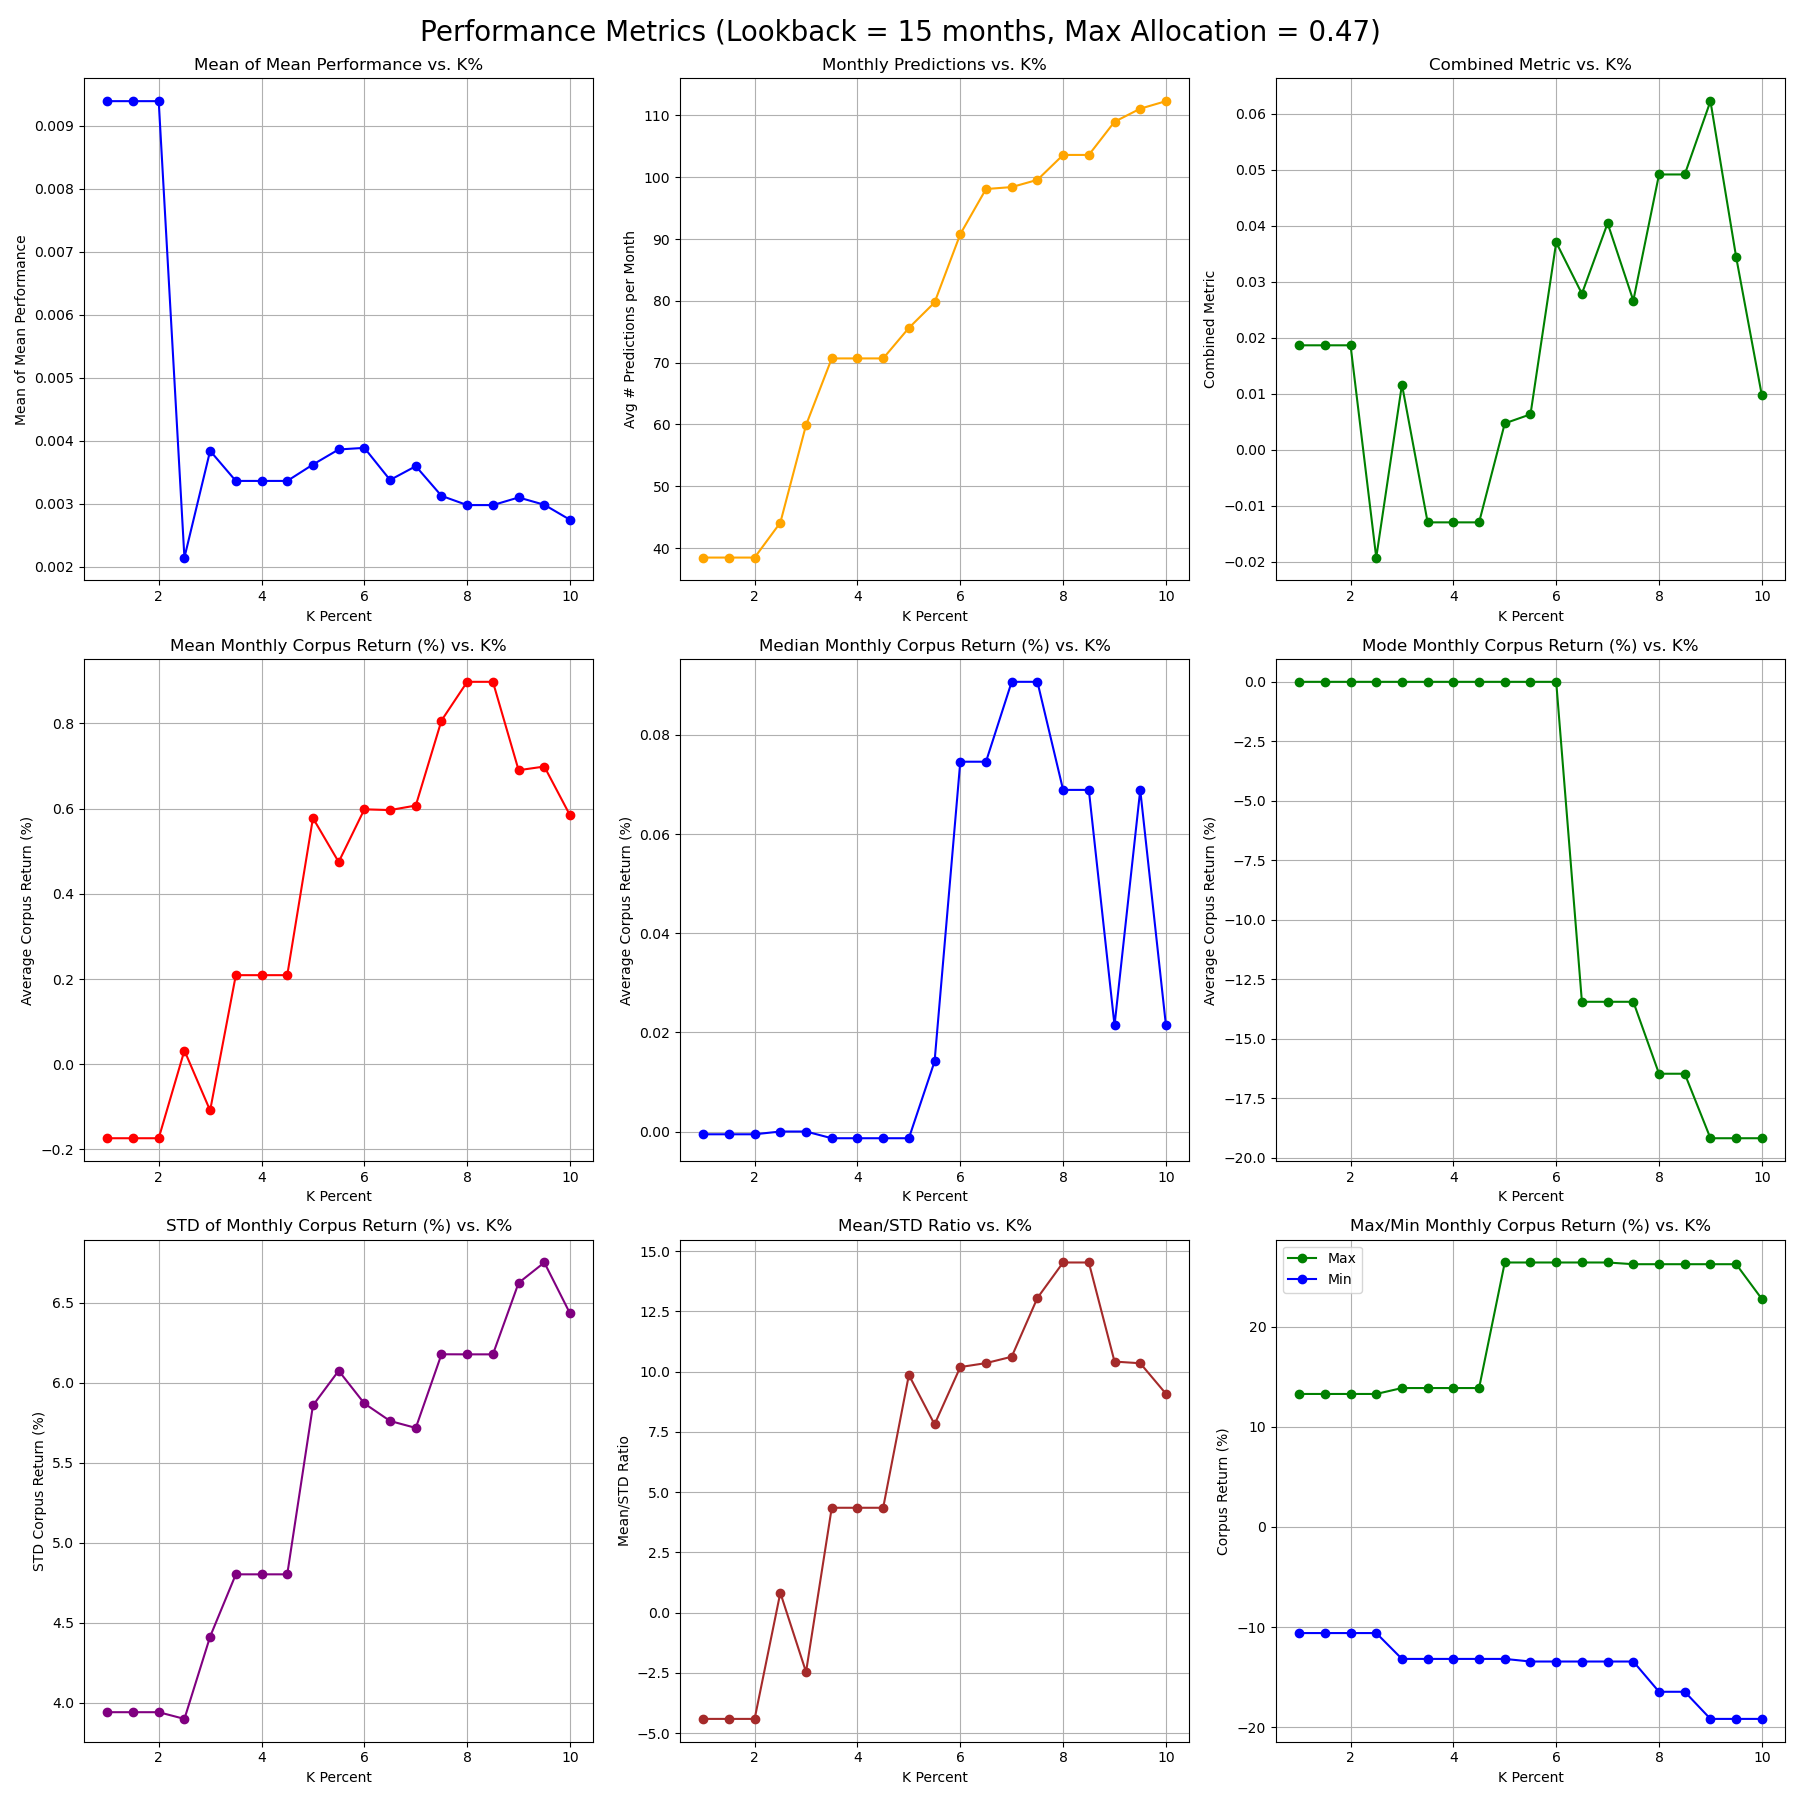 Performance Metrics (Lookback = 15 months, Max Allocation = 0.47)
Mean of Mean Performance vs. K%
Mean of Mean Performance
0.009
0.008
0.007
0.006
0.005
0.004
0.003
0.002
2 4 6 8 10
K Percent
Monthly Predictions vs. K%
Avg # Predictions per Month
110
100
90
80
70
60
50
40
2 4 6 8 10
K Percent
Combined Metric vs. K%
Combined Metric
0.06
0.05
0.04
0.03
0.02
0.01
0.00
−0.01
−0.02
2 4 6 8 10
K Percent
Mean Monthly Corpus Return (%) vs. K%
Average Corpus Return (%)
0.8
0.6
0.4
0.2
0.0
−0.2
2 4 6 8 10
K Percent
Median Monthly Corpus Return (%) vs. K%
Average Corpus Return (%)
0.08
0.06
0.04
0.02
0.00
2 4 6 8 10
K Percent
Mode Monthly Corpus Return (%) vs. K%
Average Corpus Return (%)
0.0
−2.5
−5.0
−7.5
−10.0
−12.5
−15.0
−17.5
−20.0
2 4 6 8 10
K Percent
STD of Monthly Corpus Return (%) vs. K%
STD Corpus Return (%)
6.5
6.0
5.5
5.0
4.5
4.0
2 4 6 8 10
K Percent
Mean/STD Ratio vs. K%
Mean/STD Ratio
15.0
12.5
10.0
7.5
5.0
2.5
0.0
−2.5
−5.0
2 4 6 8 10
K Percent
Max/Min Monthly Corpus Return (%) vs. K%
Max
Min
Corpus Return (%)
20
10
0
−10
−20
2 4 6 8 10
K Percent